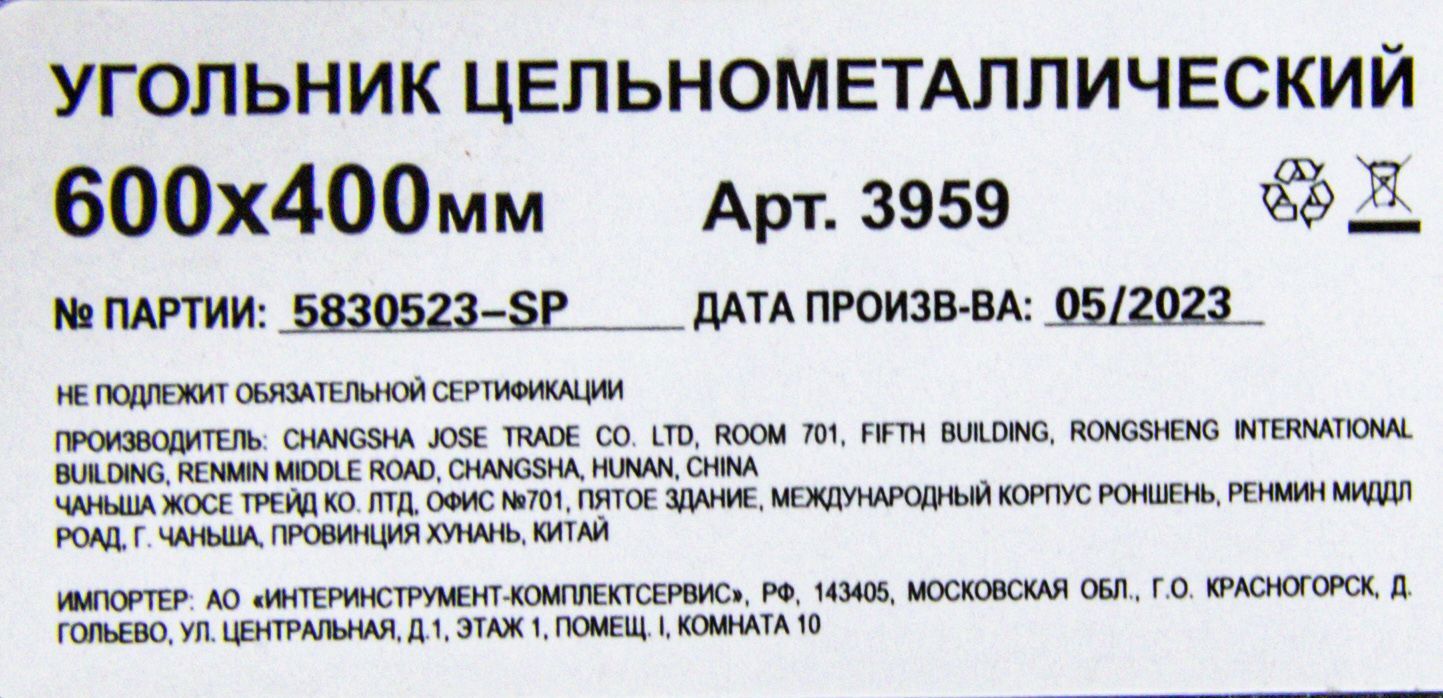 УГОЛЬНИК ЦЕЛЬНОМЕТАЛЛИЧЕСКИЙ
600х400мм Арт. 3959
№ ПАРТИИ: 5830523–SP ДАТА ПРОИЗВ-ВА: 05/2023
НЕ ПОДЛЕЖИТ ОБЯЗАТЕЛЬНОЙ СЕРТИФИКАЦИИ
ПРОИЗВОДИТЕЛЬ: CHANGSHA JOSE TRADE CO. LTD, ROOM 701, FIFTH BUILDING, RONGSHENG INTERNATIONAL
BUILDING, RENMIN MIDDLE ROAD, CHANGSHA, HUNAN, CHINA
ЧАНЬША ЖОСЕ ТРЕЙД КО. ЛТД, ОФИС №701, ПЯТОЕ ЗДАНИЕ, МЕЖДУНАРОДНЫЙ КОРПУС РОНШЕНЬ, РЕНМИН МИДДЛ
РОАД, Г. ЧАНЬША, ПРОВИНЦИЯ ХУНАНЬ, КИТАЙ
ИМПОРТЕР: АО «ИНТЕРИНСТРУМЕНТ-КОМПЛЕКТСЕРВИС», РФ, 143405, МОСКОВСКАЯ ОБЛ., Г.О. КРАСНОГОРСК, Д.
ГОЛЬЕВО, УЛ. ЦЕНТРАЛЬНАЯ, Д.1, ЭТАЖ 1, ПОМЕЩ. I, КОМНАТА 10